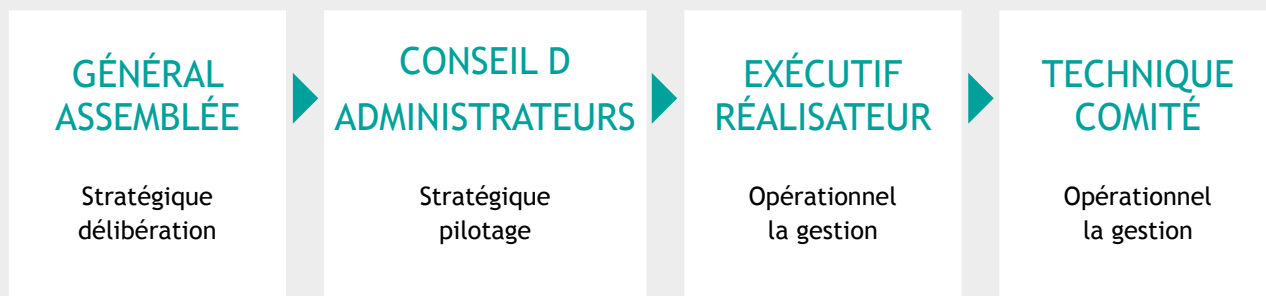 GÉNÉRAL
ASSEMBLÉE
Stratégique
délibération
CONSEIL D
ADMINISTRATEURS
Stratégique
pilotage
EXÉCUTIF
RÉALISATEUR
Opérationnel
la gestion
TECHNIQUE
COMITÉ
Opérationnel
la gestion